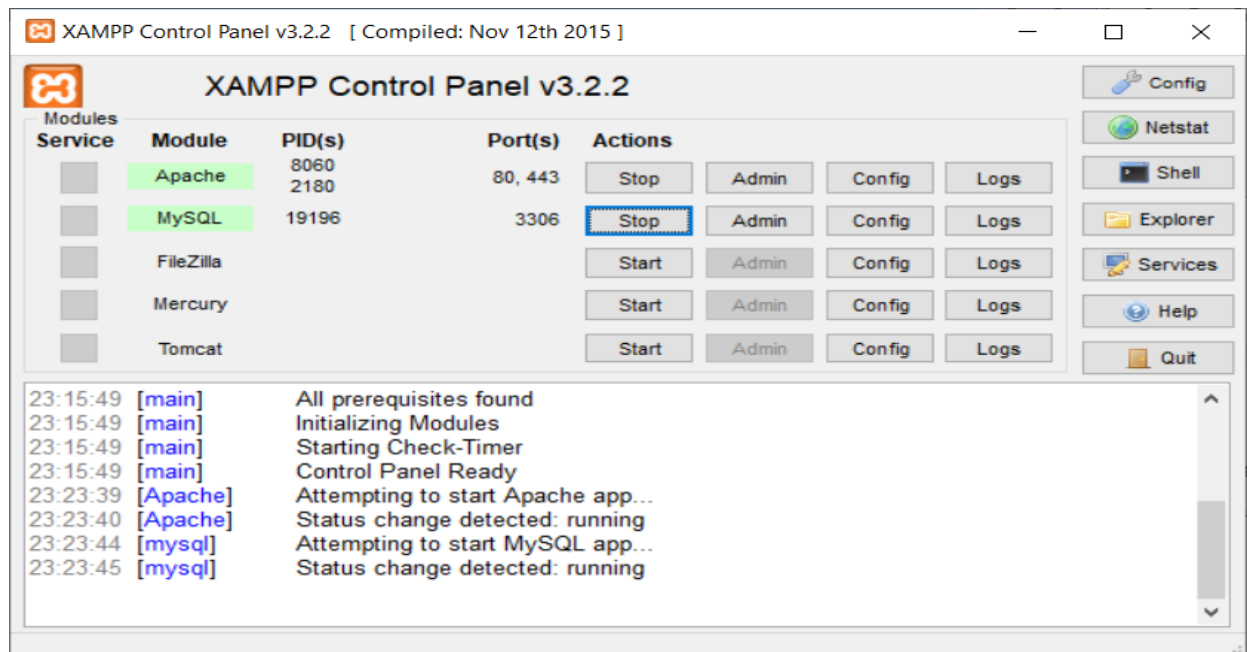 XAMPP Control Panel v3.2.2 [ Compiled: Nov 12th 2015 ]
XAMPP Control Panel v3.2.2
Config
Modules
Netstat
Service Module PID(s) Port(s) Actions
Apache 8060 2180 80, 443 Stop Admin Config Logs
Shell
MySQL 19196 3306 Stop Admin Config Logs
Explorer
FileZilla Start Admin Config Logs
Services
Mercury Start Admin Config Logs
Help
Tomcat Start Admin Config Logs
Quit
23:15:49 [main] All prerequisites found
23:15:49 [main] Initializing Modules
23:15:49 [main] Starting Check-Timer
23:15:49 [main] Control Panel Ready
23:23:39 [Apache] Attempting to start Apache app...
23:23:40 [Apache] Status change detected: running
23:23:44 [mysql] Attempting to start MySQL app...
23:23:45 [mysql] Status change detected: running